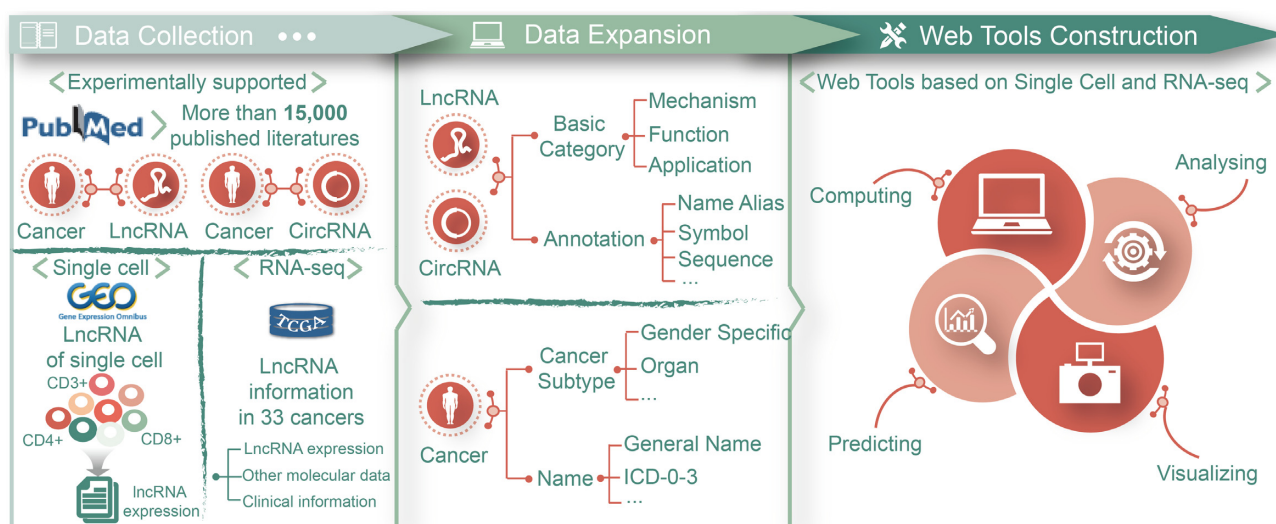 Data Collection •••
Data Expansion
Web Tools Construction
Experimentally supported
PubMed
More than 15,000
published literatures
Cancer
LncRNA
Cancer
CircRNA
Single cell
GEO
Gene Expression Omnibus
LncRNA
of single cell
CD3+
CD4+
CD8+
lncRNA
expression
RNA-seq
TCGA
LncRNA
information
in 33 cancers
LncRNA expression
Other molecular data
Clinical information
LncRNA
CircRNA
Basic
Category
Mechanism
Function
Application
Annotation
Name Alias
Symbol
Sequence
...
Cancer
Cancer
Subtype
Gender Specific
Organ
...
Name
General Name
ICD-0-3
...
Web Tools based on Single Cell and RNA-seq
Computing
Analysing
Predicting
Visualizing